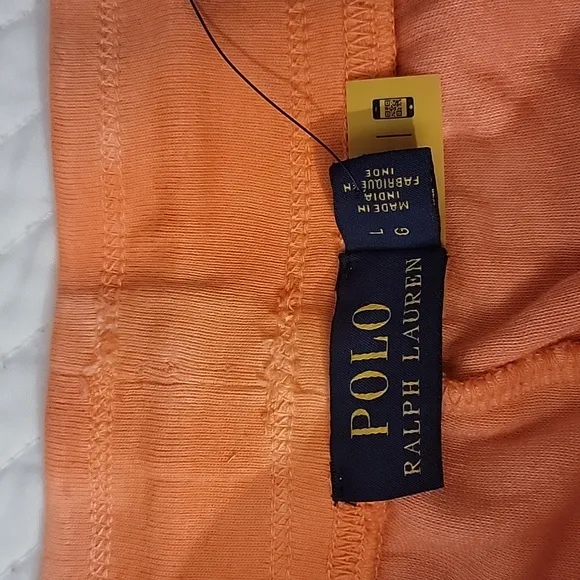 POLO
RALPH LAUREN
L G
MADE IN
INDIA
FABRIQUÉ EN
INDE